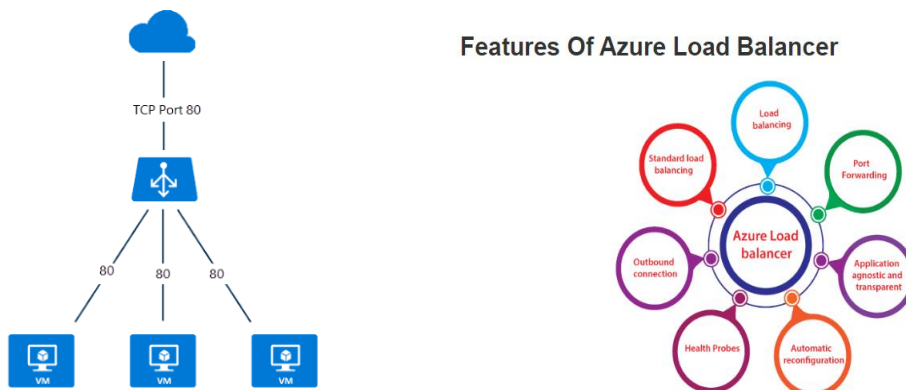 TCP Port 80
80
80
80
VM
VM
VM
Features Of Azure Load Balancer
Load
balancing
Standard load
balancing
Port
Forwarding
Azure Load
balancer
Outbound
connection
Application
agnostic and
transparent
Health Probes
Automatic
reconfiguration